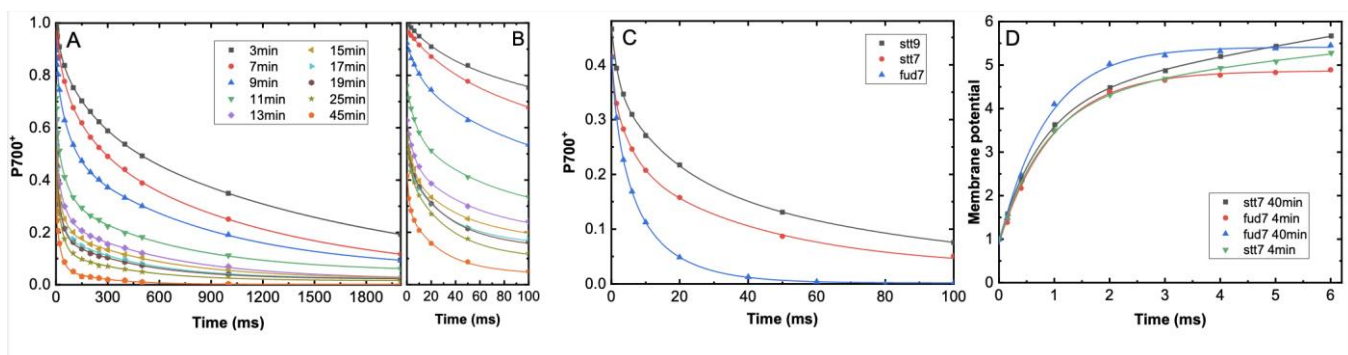 A
3min
7min
9min
11min
13min
15min
17min
19min
25min
45min
P700+
1.0
0.8
0.6
0.4
0.2
0.0
0 300 600 900 1200 1500 1800
Time (ms)
B
0 20 40 60 80 100
C
stt9
stt7
fud7
P700+
0.4
0.3
0.2
0.1
0.0
0 20 40 60 80 100
Time (ms)
D
Membrane potential
6
5
4
3
2
1
0
stt7 40min
fud7 4min
fud7 40min
stt7 4min
0 1 2 3 4 5 6
Time (ms)